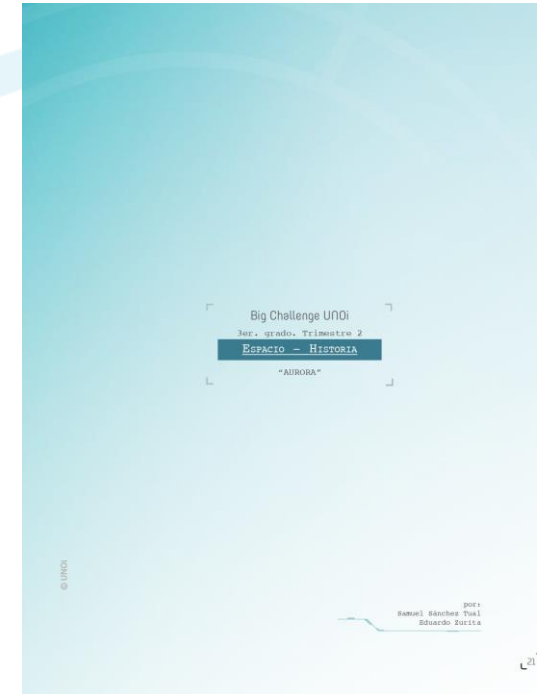 Big Challenge UNOi
3er. grado. Trimestre 2
ESPACIO – HISTORIA
"AURORA"
© UNOi
por:
Samuel Sánchez Tual
Eduardo Zurita
21